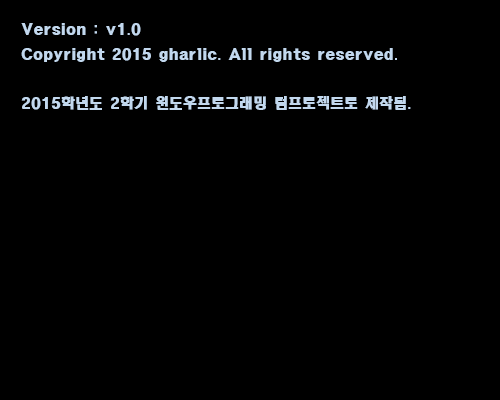 Version : v1.0
Copyright 2015 gharlic. All rights reserved.
2015학년도 2학기 윈도우프로그래밍 팀프로젝트로 제작됨.